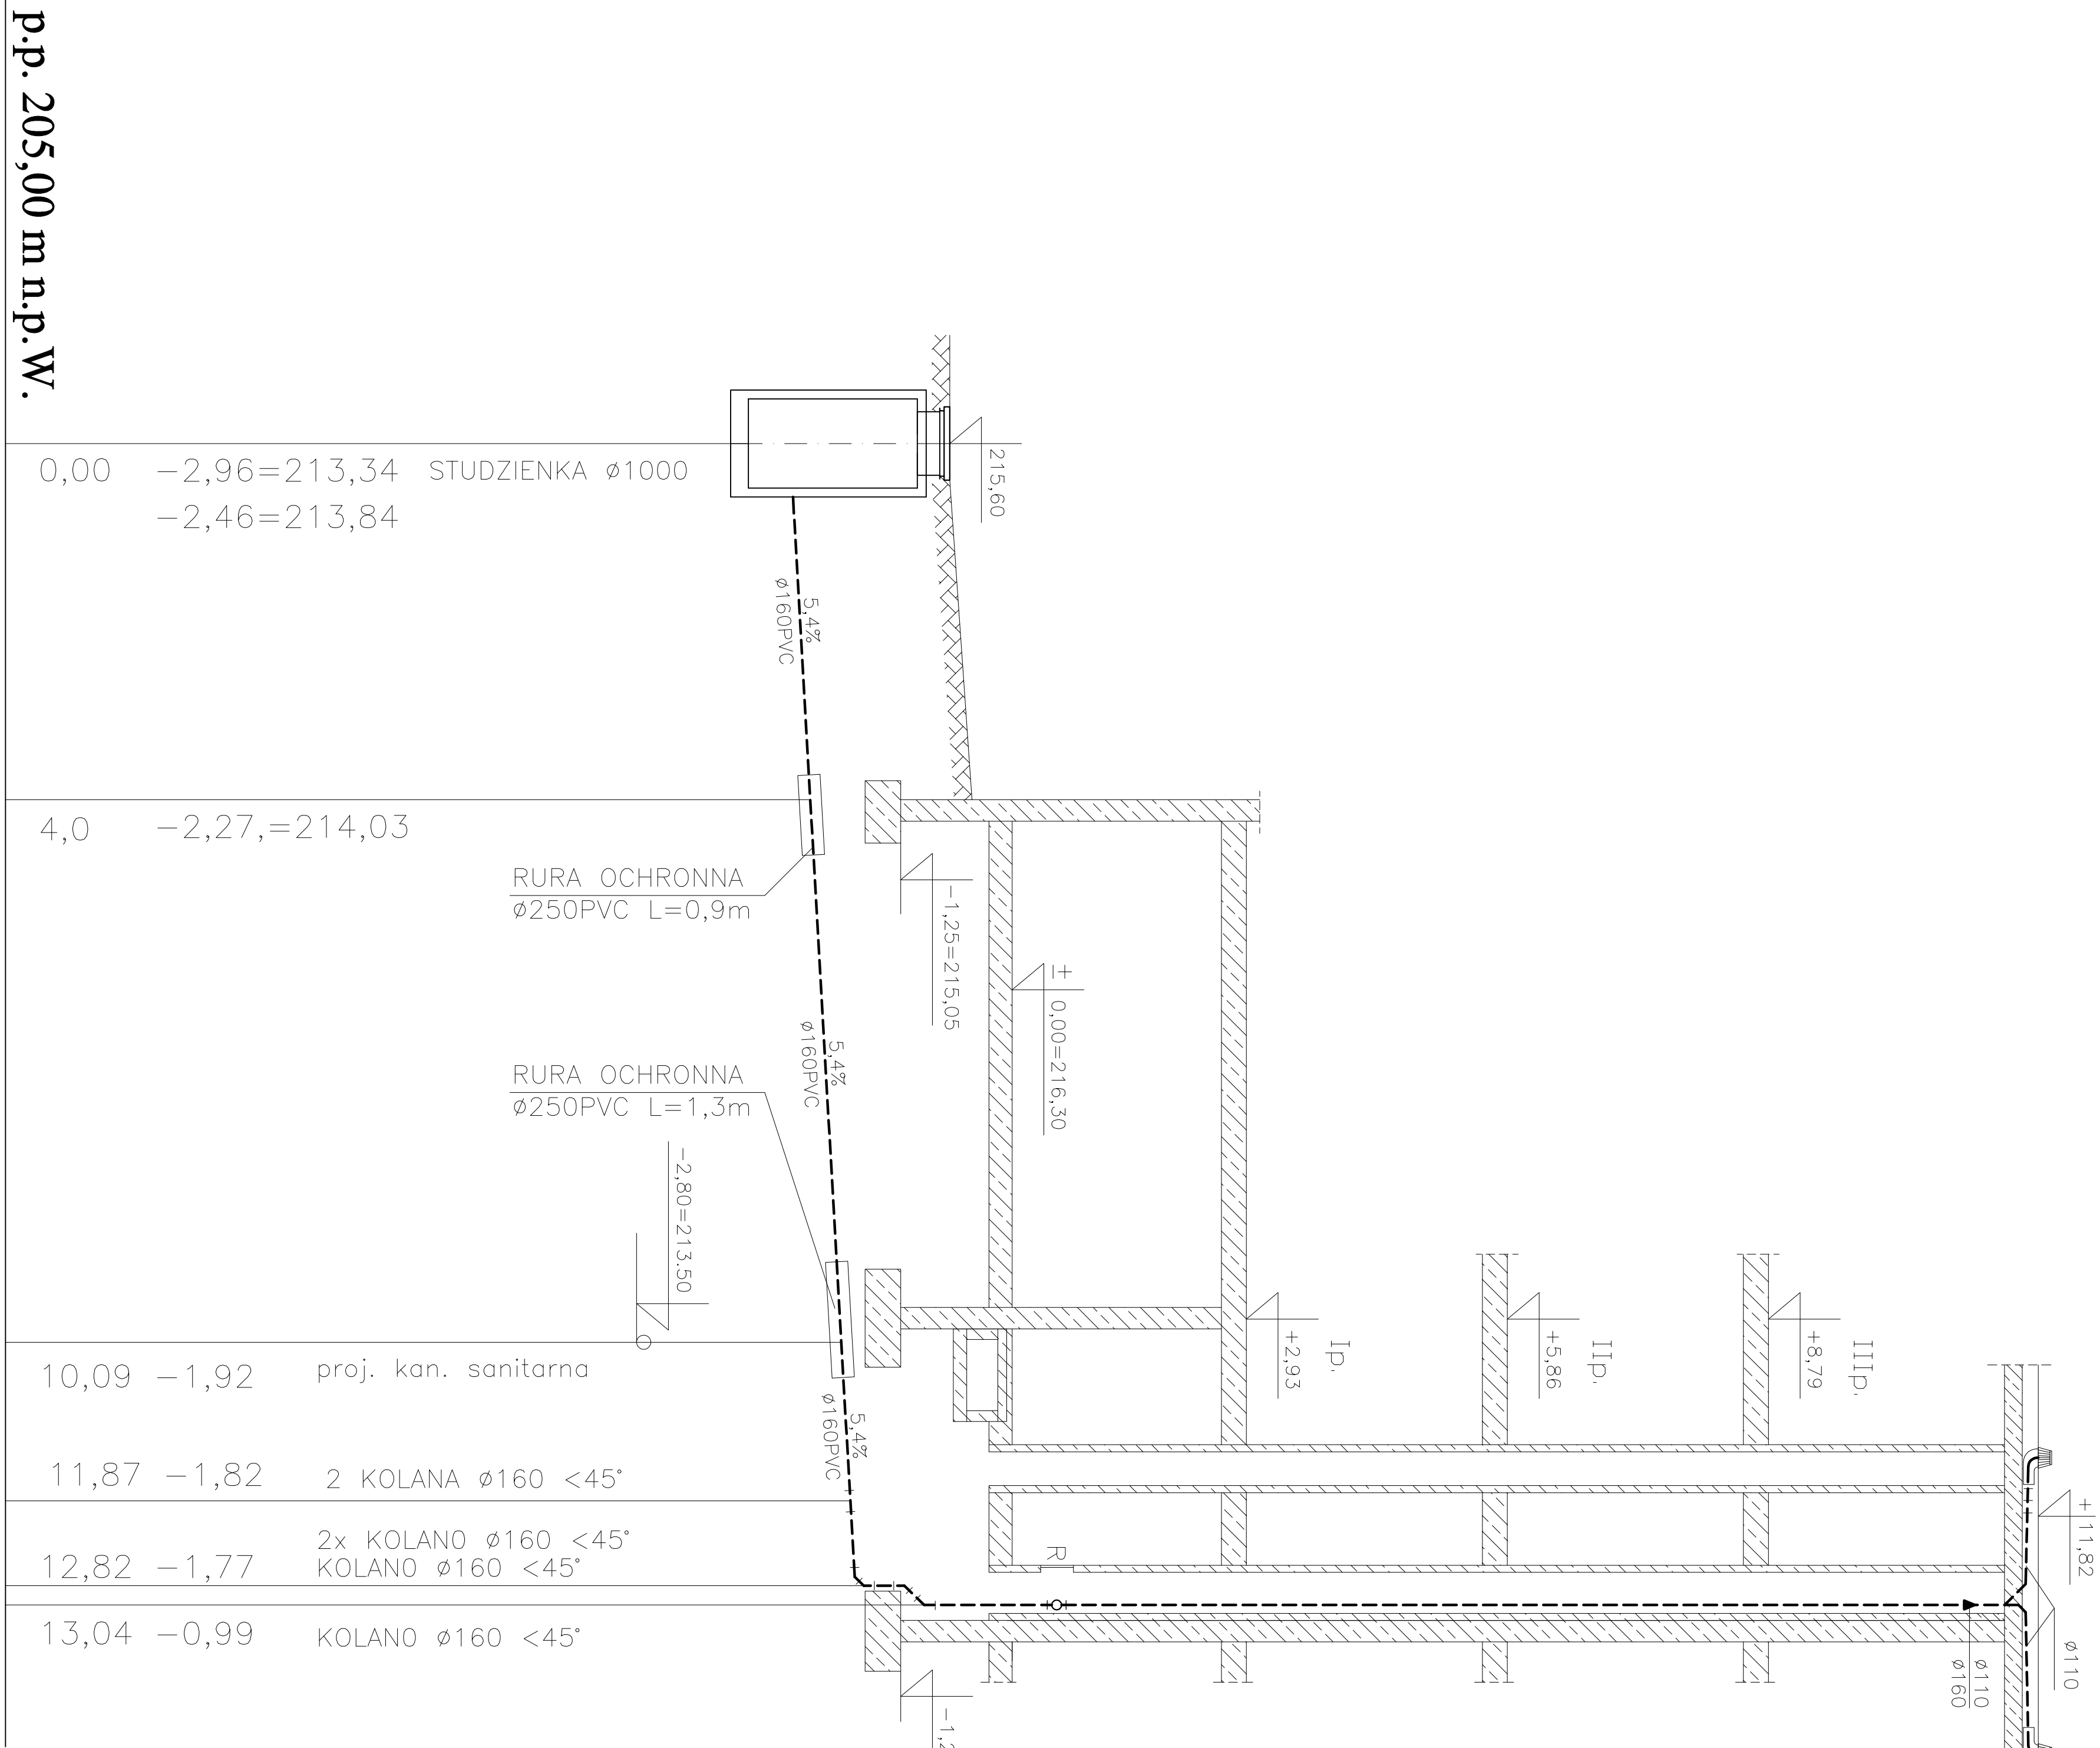 p.p. 205,00 m n.p.W.
0,00 −2,96=213,34 STUDZIENKA ø1000
−2,46=213,84
215,60
5,4%
ø160PVC
4,0 −2,27,=214,03
RURA OCHRONNA
ø250PVC L=0,9m
−1,25=215,05
± 0,00=216,30
5,4%
ø160PVC
RURA OCHRONNA
ø250PVC L=1,3m
−2,80=213.50
+2,93
Ip.
+5,86
IIp.
+8,79
IIIp.
10,09 −1,92 proj. kan. sanitarna
5,4%
ø160PVC
11,87 −1,82 2 KOLANA ø160 <45°
2x KOLANO ø160 <45°
12,82 −1,77 KOLANO ø160 <45°
R
+11,82
13,04 −0,99 KOLANO ø160 <45°
ø110
ø110
ø160
−1,2